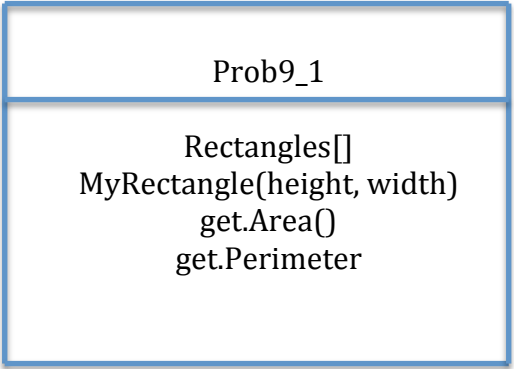 Prob9_1
Rectangles[]
MyRectangle(height, width)
get.Area()
get.Perimeter